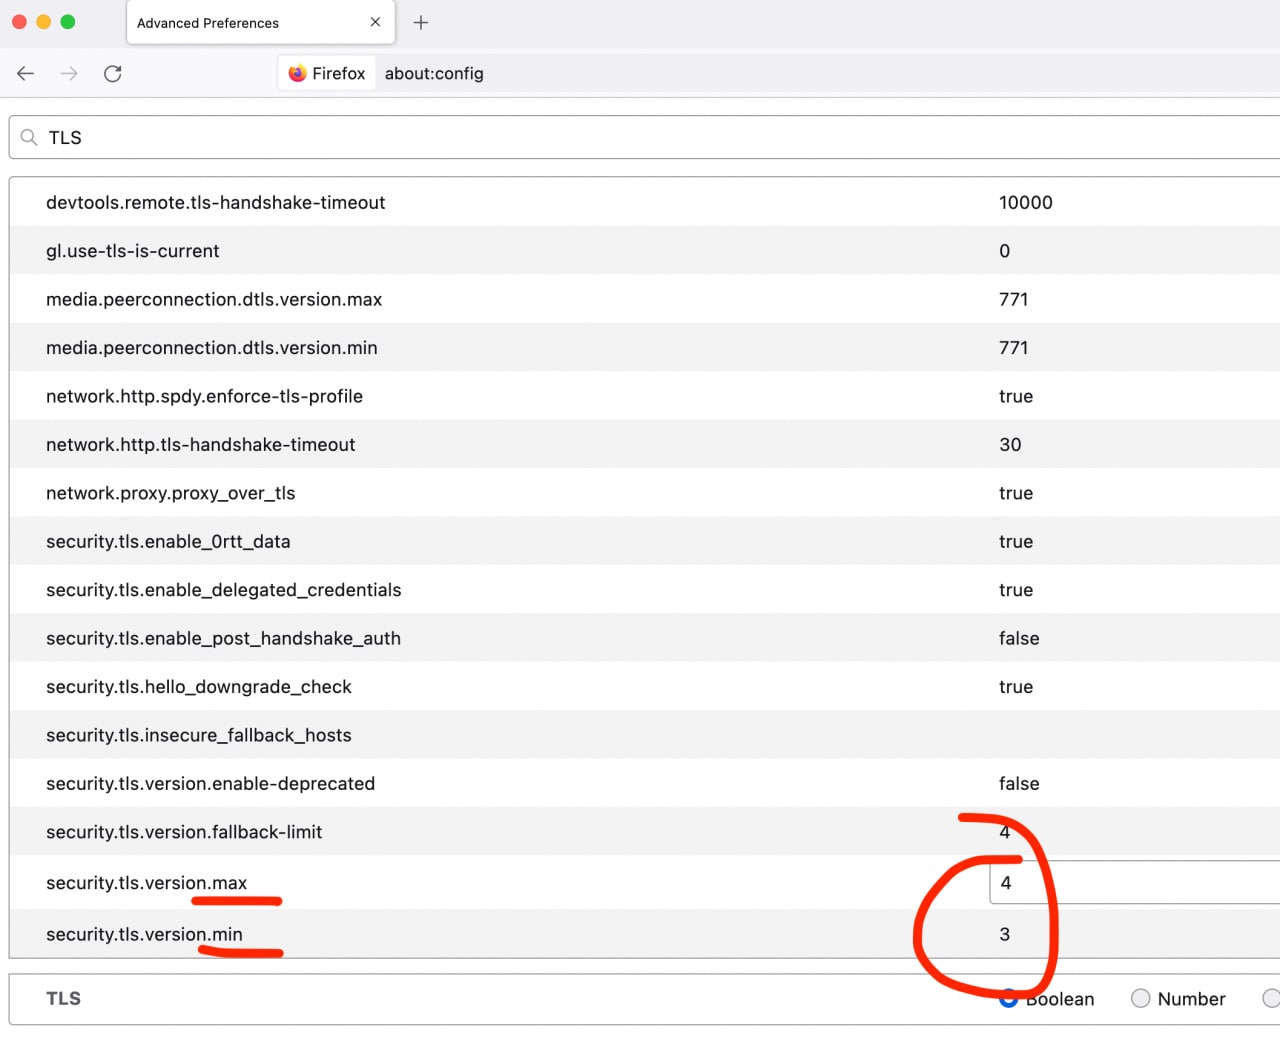 Advanced Preferences
Firefox about:config
TLS
devtools.remote.tls-handshake-timeout 10000
gl.use-tls-is-current 0
media.peerconnection.dtls.version.max 771
media.peerconnection.dtls.version.min 771
network.http.spdy.enforce-tls-profile true
network.http.tls-handshake-timeout 30
network.proxy.proxy_over_tls true
security.tls.enable_0rtt_data true
security.tls.enable_delegated_credentials true
security.tls.enable_post_handshake_auth false
security.tls.hello_downgrade_check true
security.tls.insecure_fallback_hosts
security.tls.version.enable-deprecated false
security.tls.version.fallback-limit 4
security.tls.version.max 4
security.tls.version.min 3
TLS Boolean Number